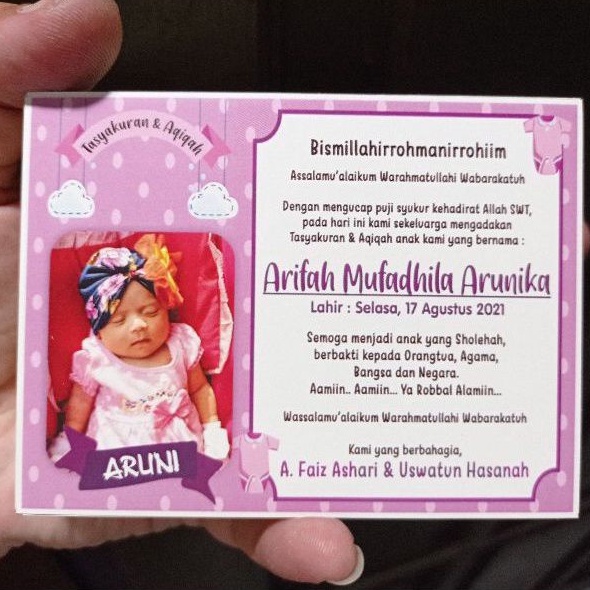 Tasyakuran & Aqiqah
ARUNI
Bismillahirrohmanirrohiim
Assalamu'alaikum Warahmatullahi Wabarakatuh
Dengan mengucap puji syukur kehadirat Allah SWT,
pada hari ini kami sekeluarga mengadakan
Tasyakuran & Aqiqah anak kami yang bernama :
Arifah Mufadhila Arunika
Lahir : Selasa, 17 Agustus 2021
Semoga menjadi anak yang Sholehah,
berbakti kepada Orangtua, Agama,
Bangsa dan Negara.
Aamiin.. Aamiin... Ya Robbal Alamiin...
Wassalamu'alaikum Warahmatullahi Wabarakatuh
Kami yang berbahagia,
A. Faiz Ashari & Uswatun Hasanah